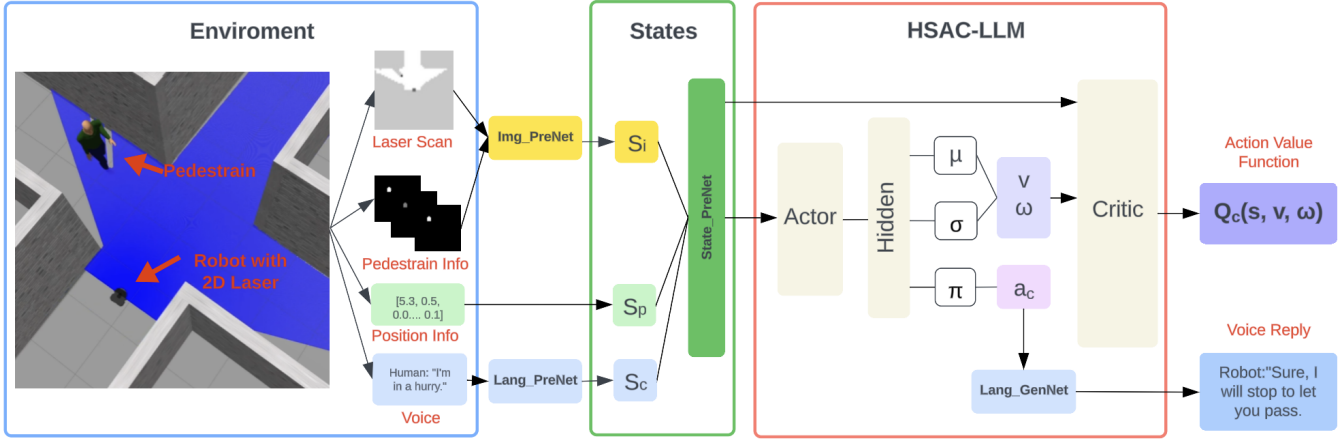 Enviroment
States
HSAC-LLM
Laser Scan
Pedestrain
Robot with
2D Laser
Pedestrain Info
[5.3, 0.5,
0.0.... 0.1]
Position Info
Human: "I'm
in a hurry."
Voice
Img_PreNet
Lang_PreNet
Si
Sp
Sc
State_PreNet
Actor
Hidden
μ
σ
π
v
ω
ac
Lang_GenNet
Critic
Action Value
Function
Qc(s, v, ω)
Voice Reply
Robot:"Sure, I
will stop to let
you pass.